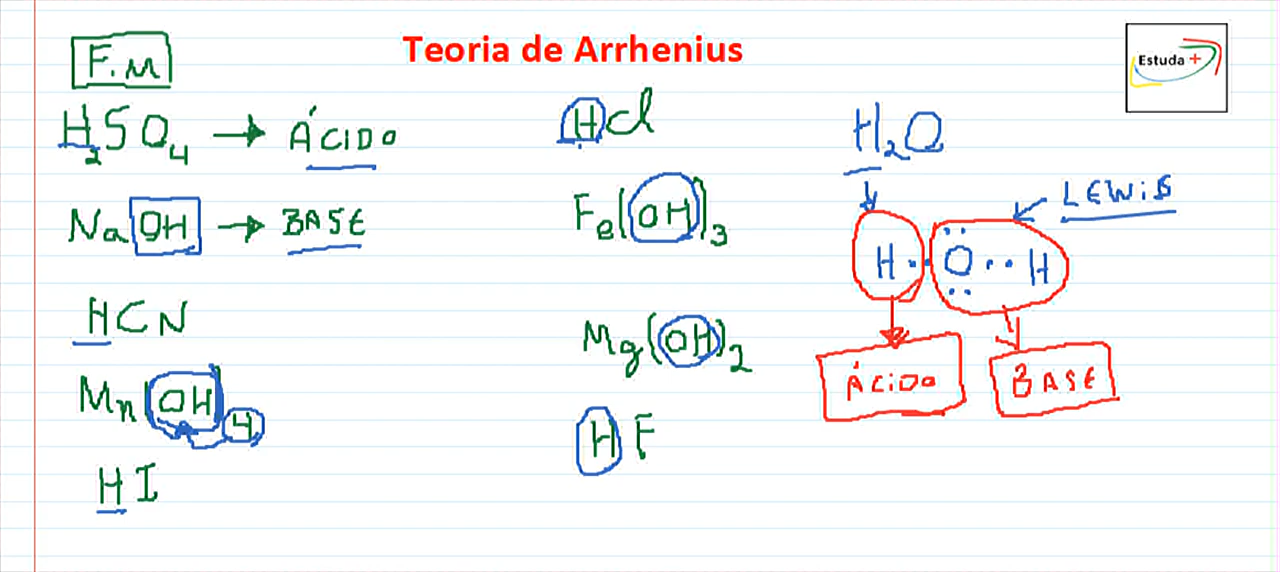 Teoria de Arrhenius
Estuda +
F.M
H₂SO₄ → ÁCIDO
NaOH → BASE
HCN
Mn(OH)₄
HI
HCl
Fe(OH)₃
Mg(OH)₂
HF
H₂O
LEWIS
H ·· O ·· H
ÁCIDO
BASE